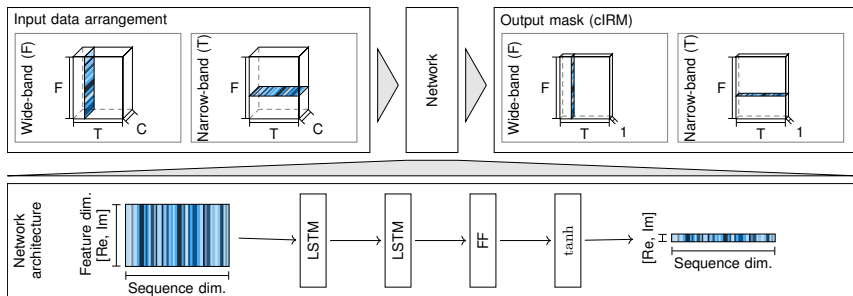 Input data arrangement
Wide-band (F)
F
T
C
Narrow-band (T)
F
T
C
Network
Output mask (cIRM)
Wide-band (F)
F
T
1
Narrow-band (T)
F
T
1
Network
architecture
Feature dim.
[Re, Im]
Sequence dim.
LSTM
LSTM
FF
tanh
[Re, Im]
Sequence dim.